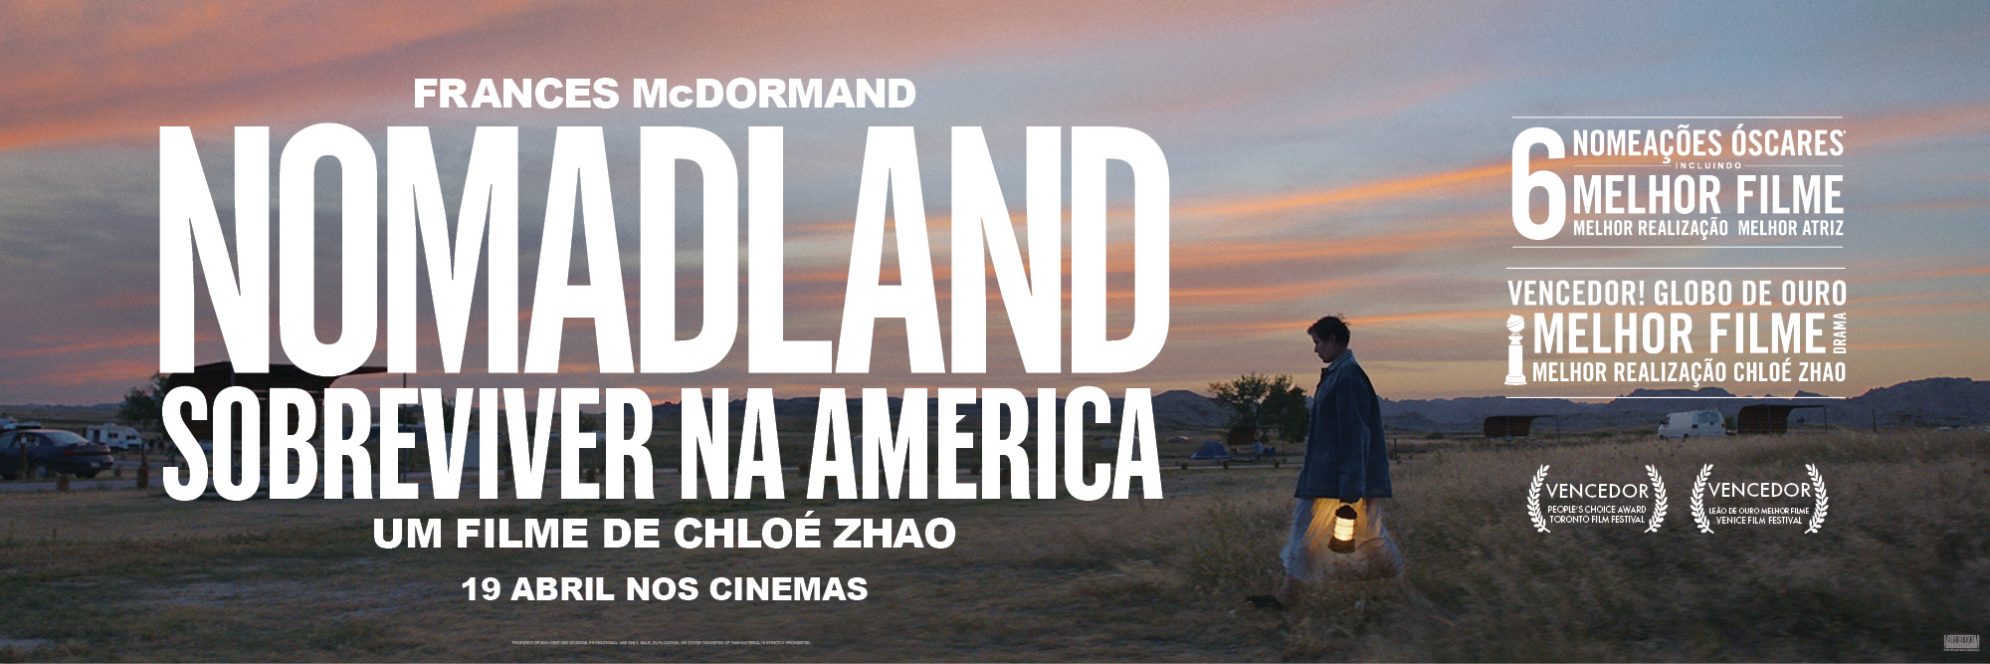 FRANCES McDORMAND
NOMADLAND
SOBREVIVER NA AMÉRICA
UM FILME DE CHLOÉ ZHAO
19 ABRIL NOS CINEMAS
6 NOMEAÇÕES ÓSCARES
INCLUINDO
MELHOR FILME
MELHOR REALIZAÇÃO MELHOR ATRIZ
VENCEDOR! GLOBO DE OURO
MELHOR FILME DRAMA
MELHOR REALIZAÇÃO CHLOÉ ZHAO
VENCEDOR
PEOPLE'S CHOICE AWARD
TORONTO FILM FESTIVAL
VENCEDOR
LEÃO DE OURO MELHOR FILME
VENICE FILM FESTIVAL